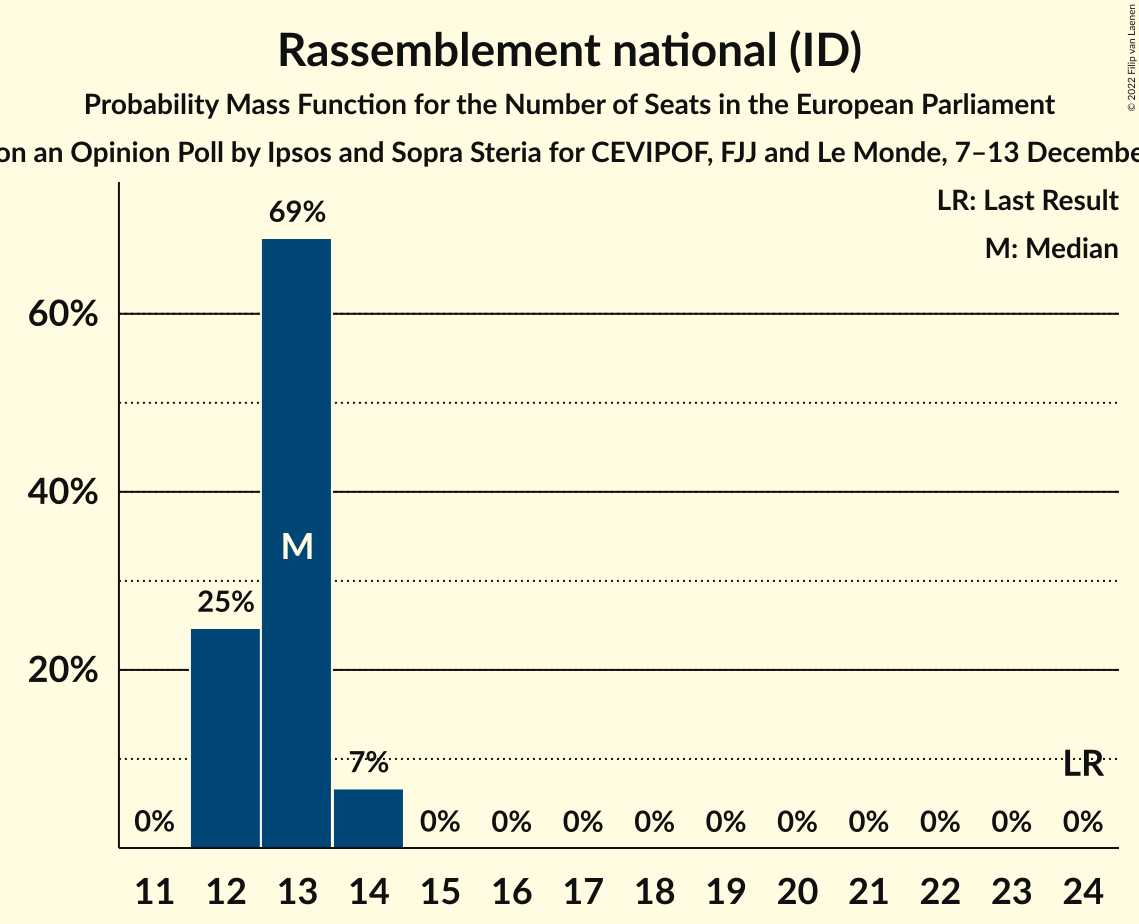 Rassemblement national (ID)
Probability Mass Function for the Number of Seats in the European Parliament
on an Opinion Poll by Ipsos and Sopra Steria for CEVIPOF, FJJ and Le Monde, 7–13 Decembe
© 2022 Filip van Laenen
LR: Last Result
M: Median
69%
60%
40%
M
25%
20%
7%
LR
0% 0% 0% 0% 0% 0% 0% 0% 0% 0% 0%
11 12 13 14 15 16 17 18 19 20 21 22 23 24